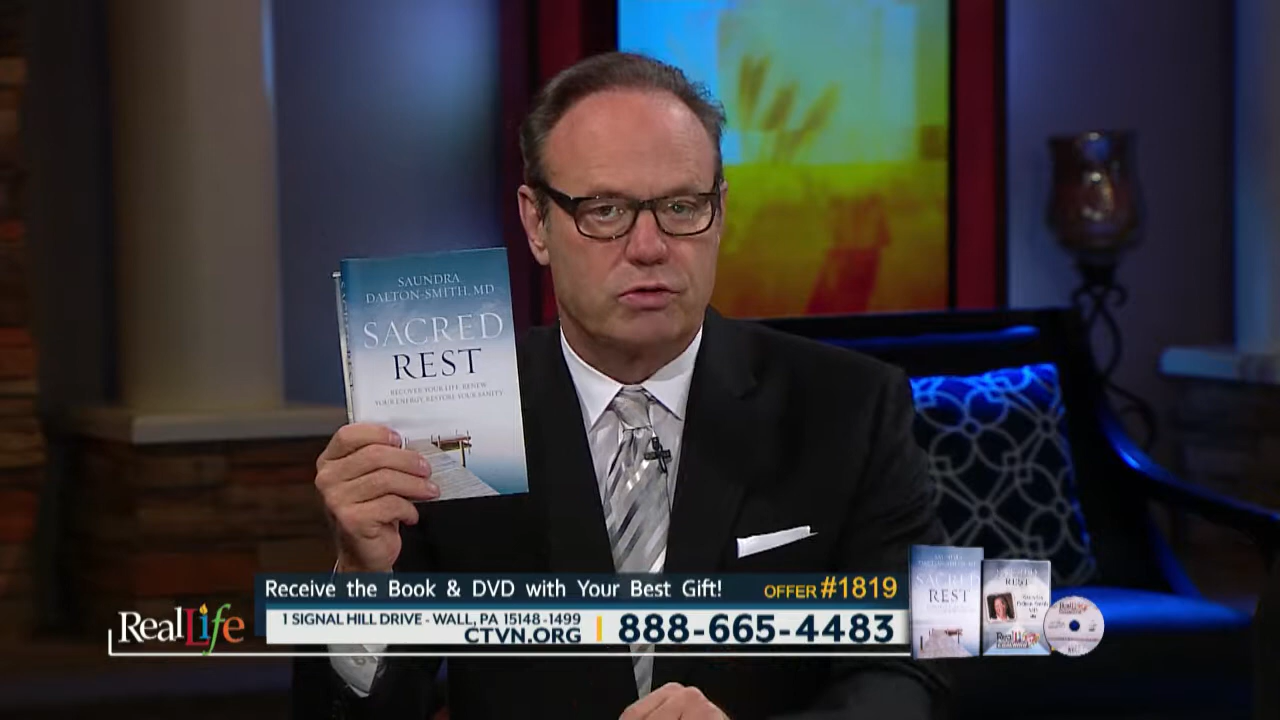 SAUNDRA
DALTON-SMITH, MD
SACRED
REST
RECOVER YOUR LIFE, RENEW
YOUR ENERGY, RESTORE YOUR SANITY
Receive the Book & DVD with Your Best Gift!
OFFER #1819
RealLife
1 SIGNAL HILL DRIVE - WALL, PA 15148-1499
CTVN.ORG
888-665-4483
SACRED
REST
REST
RealLife